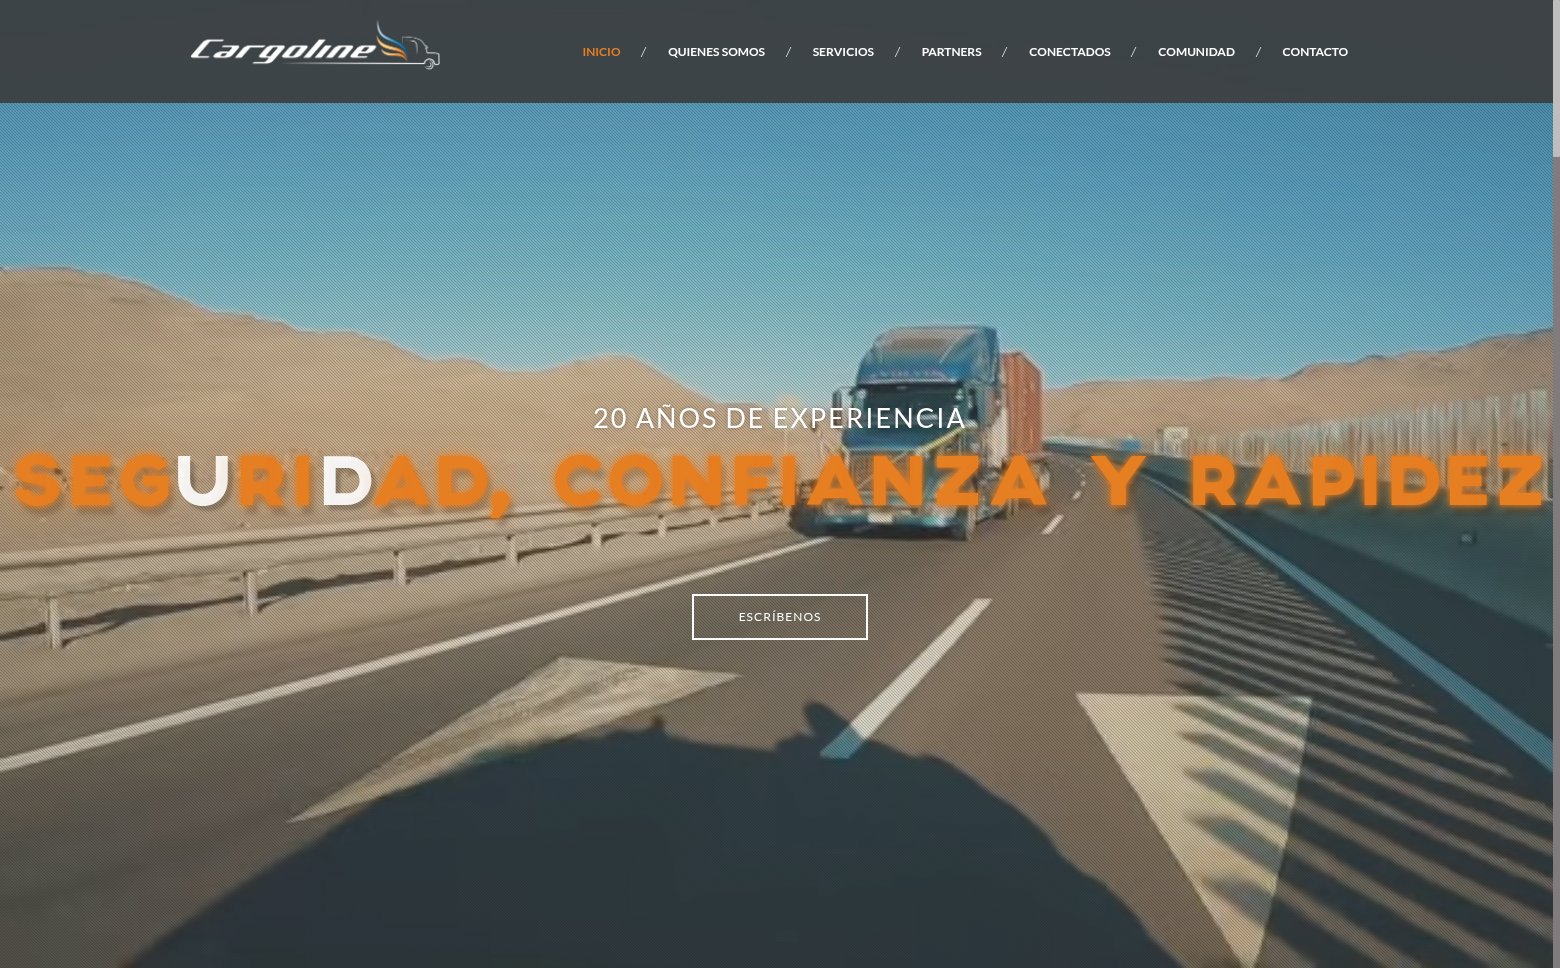 Cargoline
INICIO / QUIENES SOMOS / SERVICIOS / PARTNERS / CONECTADOS / COMUNIDAD / CONTACTO
20 AÑOS DE EXPERIENCIA
SEGURIDAD, CONFIANZA Y RAPIDEZ
ESCRÍBENOS